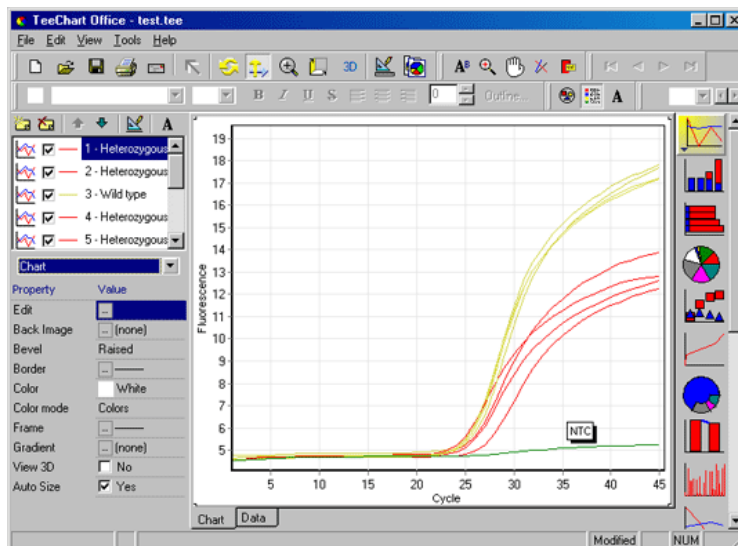 TeeChart Office - test.tee
File Edit View Tools Help
3D
B I U S 0 Outline...
A
1 - Heterozygous
2 - Heterozygous
3 - Wild type
4 - Heterozygous
5 - Heterozygous
Chart
Property Value
Edit ...
Back Image ... (none)
Bevel Raised
Border ...
Color White
Color mode Colors
Frame ...
Gradient ... (none)
View 3D No
Auto Size Yes
Fluorescence
19
18
17
16
15
14
13
12
11
10
9
8
7
6
5
NTC
5 10 15 20 25 30 35 40 45
Cycle
Chart Data
Modified NUM